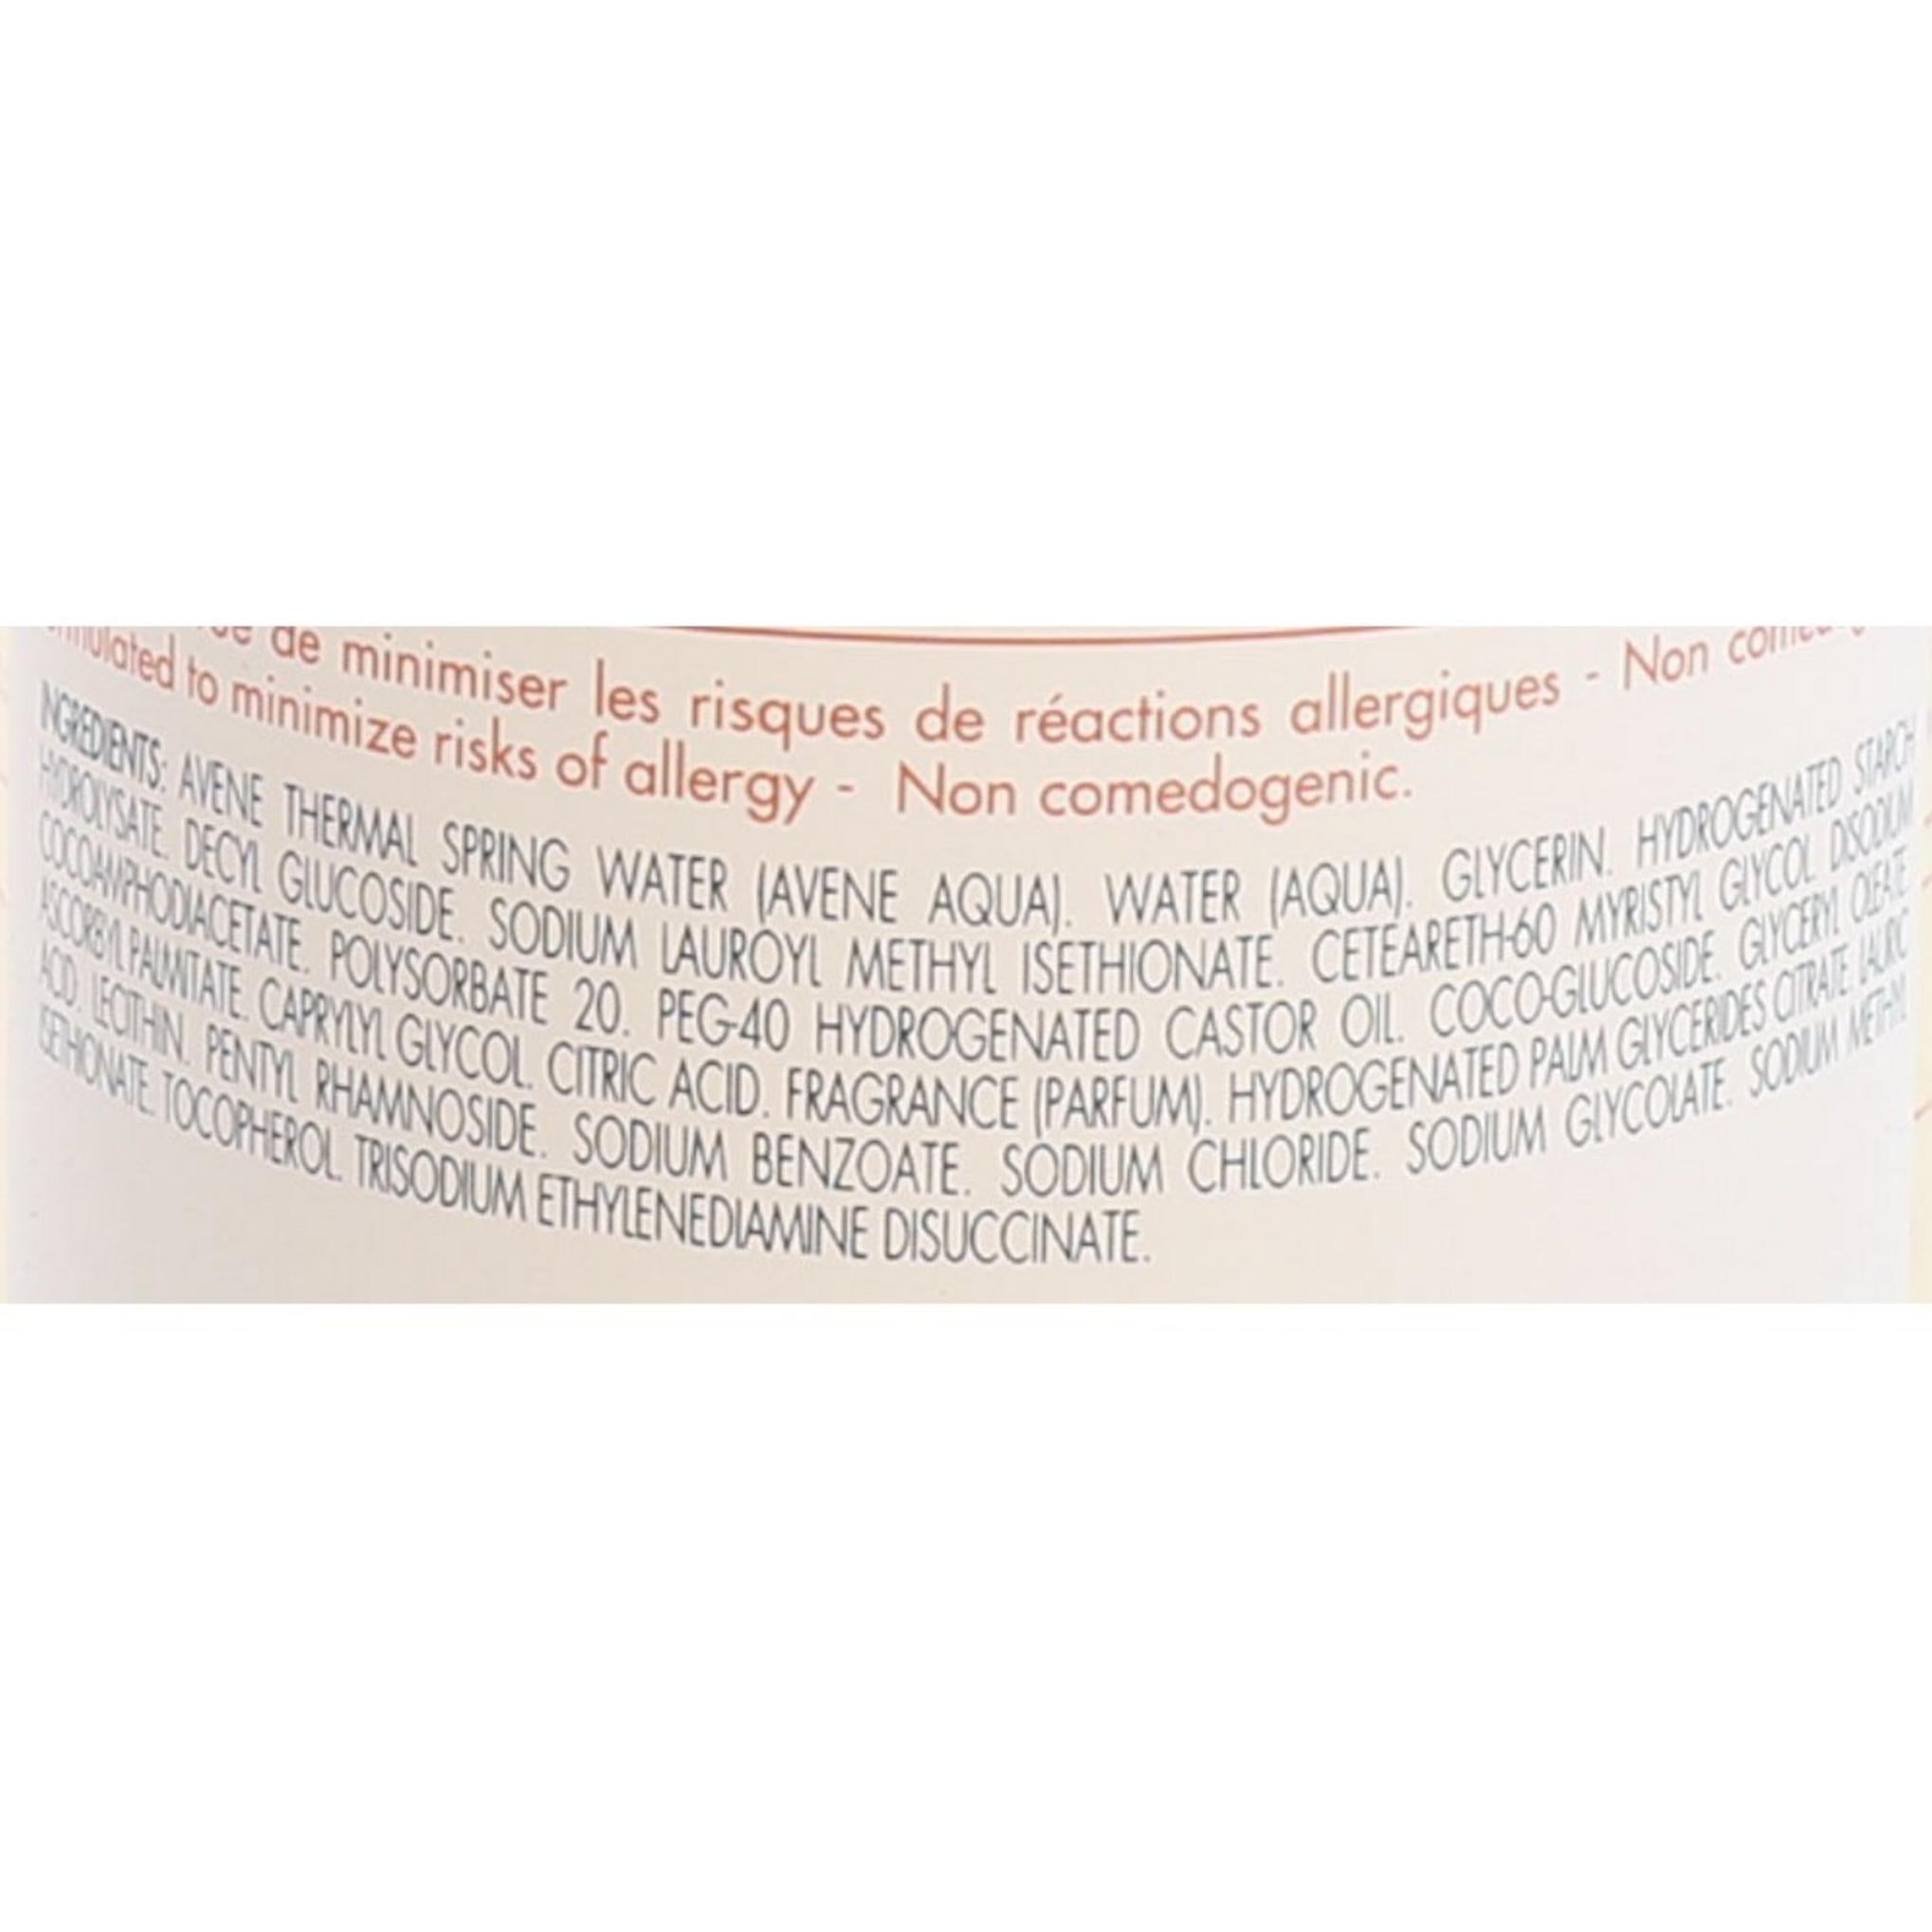 de minimiser les risques de réactions allergiques - Non
to minimize risks of allergy - Non comedogenic.
INGREDIENTS: AVENE THERMAL SPRING WATER (AVENE AQUA). WATER (AQUA). GLYCERIN. HYDROGENATED STARCH
HYDROLYSATE. DECYL GLUCOSIDE. SODIUM LAUROYL METHYL ISETHIONATE. CETEARETH-60 MYRISTYL GLYCOL. DISODIUM
COCOAMPHODIACETATE. POLYSORBATE 20. PEG-40 HYDROGENATED CASTOR OIL. COCO-GLUCOSIDE. GLYCERYL OLEATE.
ASCORBYL PALMITATE. CAPRYLYL GLYCOL. CITRIC ACID. FRAGRANCE (PARFUM). HYDROGENATED PALM GLYCERIDES CITRATE. LAURIC
ACID. LECITHIN. PENTYL RHAMNOSIDE. SODIUM BENZOATE. SODIUM CHLORIDE. SODIUM GLYCOLATE. SODIUM METHYL
ISETHIONATE. TOCOPHEROL. TRISODIUM ETHYLENEDIAMINE DISUCCINATE.